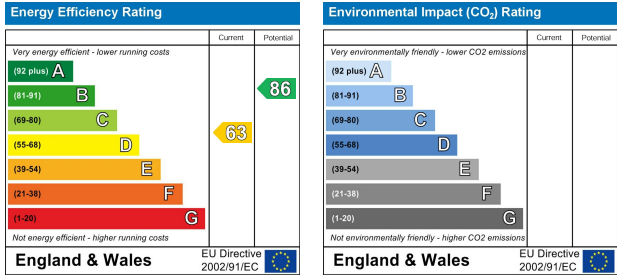 Energy Efficiency Rating
Current Potential
Very energy efficient - lower running costs
(92 plus) A
(81-91) B
86
(69-80) C
63
(55-68) D
(39-54) E
(21-38) F
(1-20) G
Not energy efficient - higher running costs
England & Wales
EU Directive
2002/91/EC
Environmental Impact (CO₂) Rating
Current Potential
Very environmentally friendly - lower CO2 emissions
(92 plus) A
(81-91) B
(69-80) C
(55-68) D
(39-54) E
(21-38) F
(1-20) G
Not environmentally friendly - higher CO2 emissions
England & Wales
EU Directive
2002/91/EC